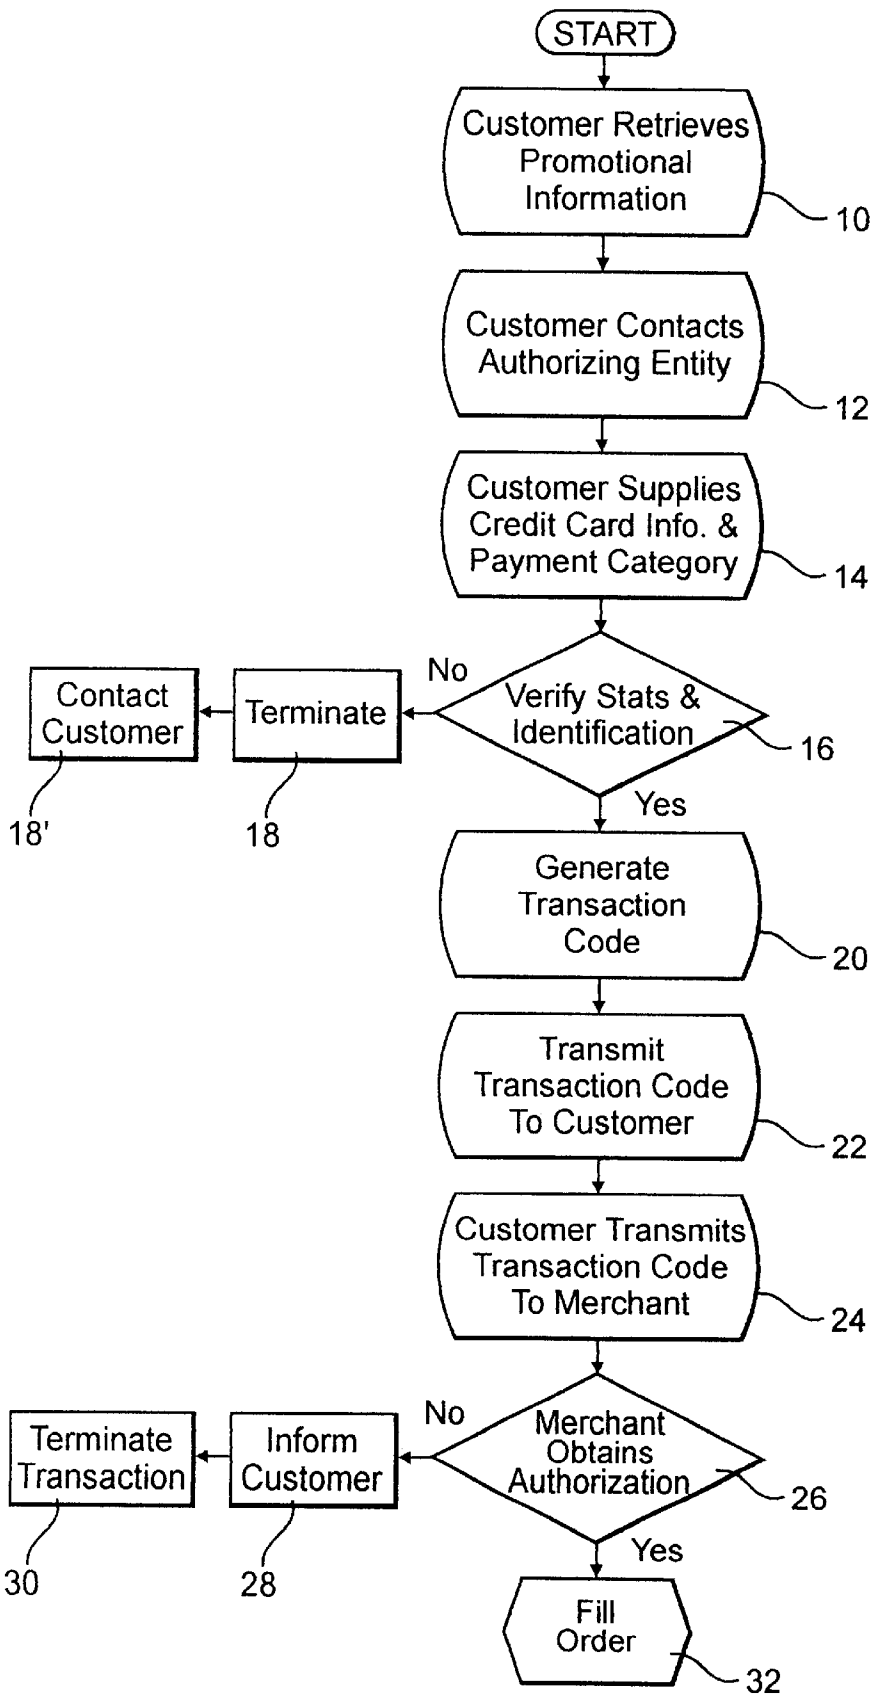 START
Customer Retrieves
Promotional
Information
10
Customer Contacts
Authorizing Entity
12
Customer Supplies
Credit Card Info. &
Payment Category
14
No
Verify Stats &
Identification
16
Terminate
18
Contact
Customer
18'
Yes
Generate
Transaction
Code
20
Transmit
Transaction Code
To Customer
22
Customer Transmits
Transaction Code
To Merchant
24
No
Merchant
Obtains
Authorization
26
Inform
Customer
28
Terminate
Transaction
30
Yes
Fill
Order
32